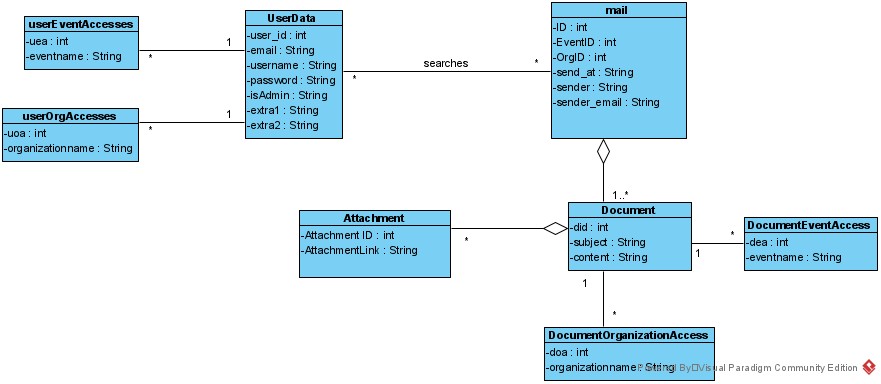 userEventAccesses
-uea : int
-eventname : String
UserData
-user_id : int
-email : String
-username : String
-password : String
-isAdmin : String
-extra1 : String
-extra2 : String
mail
-ID : int
-EventID : int
-OrgID : int
-send_at : String
-sender : String
-sender_email : String
1
*
searches
*
*
userOrgAccesses
-uoa : int
-organizationname : String
1
*
1..*
Attachment
-Attachment ID : int
-AttachmentLink : String
*
Document
-did : int
-subject : String
-content : String
DocumentEventAccess
-dea : int
-eventname : String
*
1
1
*
DocumentOrganizationAccess
-doa : int
-organizationname : String
Powered By Visual Paradigm Community Edition